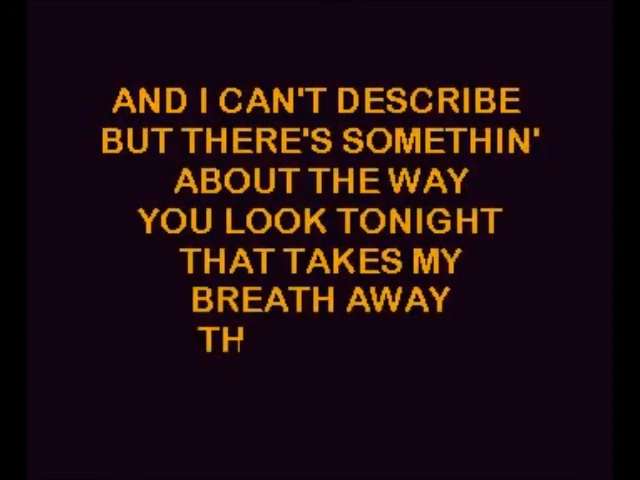 AND I CAN'T DESCRIBE
BUT THERE'S SOMETHIN'
ABOUT THE WAY
YOU LOOK TONIGHT
THAT TAKES MY
BREATH AWAY
TH